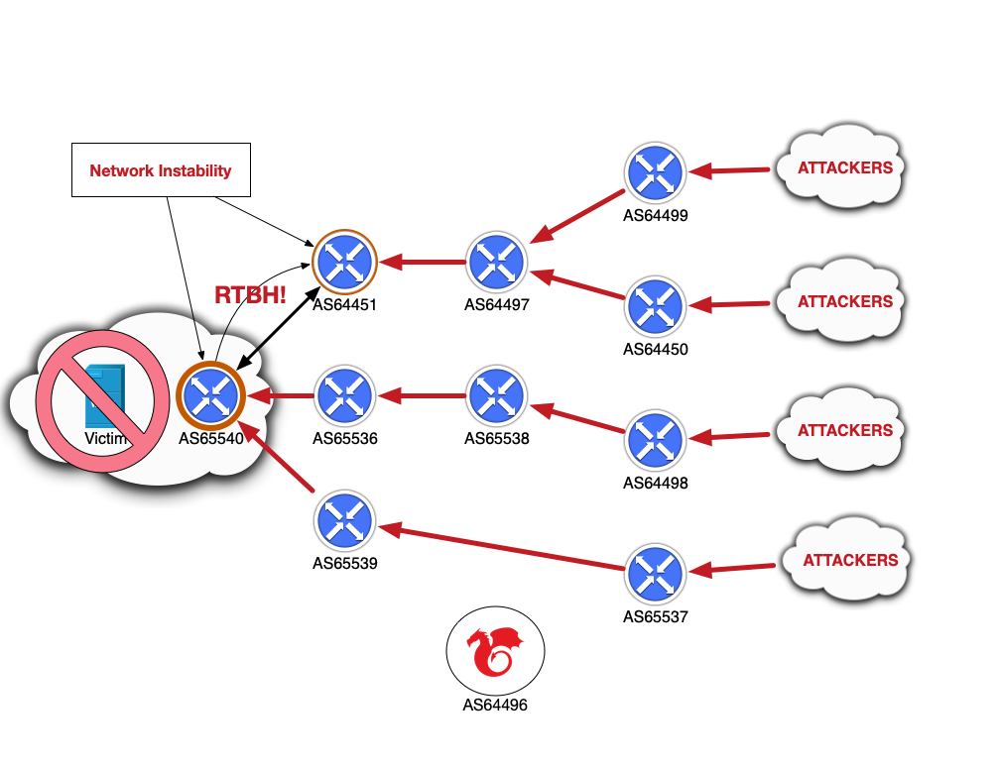 Network Instability
ATTACKERS
AS64499
RTBH!
AS64451
AS64497
ATTACKERS
AS64450
Victim
AS65540
AS65536
AS65538
ATTACKERS
AS64498
AS65539
ATTACKERS
AS65537
AS64496